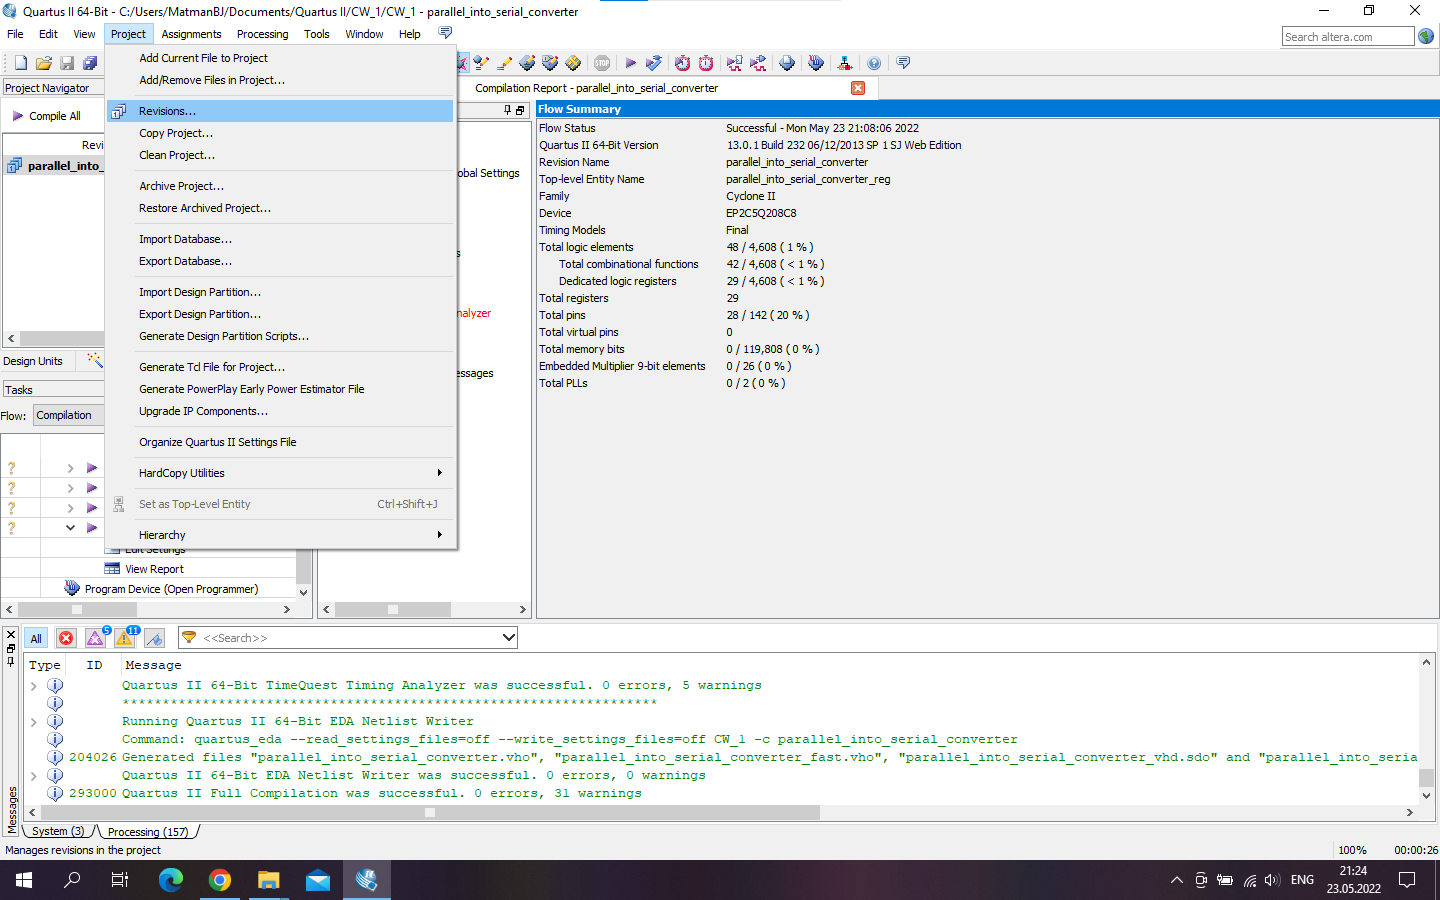 Quartus II 64-Bit - C:/Users/MatmanBJ/Documents/Quartus II/CW_1/CW_1 - parallel_into_serial_converter
File Edit View Project Assignments Processing Tools Window Help
Search altera.com
Project Navigator
Compile All
Revi
parallel_into_
Design Units
Tasks
Flow: Compilation
Edit Settings
View Report
Program Device (Open Programmer)
Add Current File to Project
Add/Remove Files in Project...
Revisions...
Copy Project...
Clean Project...
Archive Project...
Restore Archived Project...
Import Database...
Export Database...
Import Design Partition...
Export Design Partition...
Generate Design Partition Scripts...
Generate Tcl File for Project...
Generate PowerPlay Early Power Estimator File
Upgrade IP Components...
Organize Quartus II Settings File
HardCopy Utilities
Set as Top-Level Entity Ctrl+Shift+J
Hierarchy
obal Settings
s
nalyzer
essages
Compilation Report - parallel_into_serial_converter
Flow Summary
Flow Status Successful - Mon May 23 21:08:06 2022
Quartus II 64-Bit Version 13.0.1 Build 232 06/12/2013 SP 1 SJ Web Edition
Revision Name parallel_into_serial_converter
Top-level Entity Name parallel_into_serial_converter_reg
Family Cyclone II
Device EP2C5Q208C8
Timing Models Final
Total logic elements 48 / 4,608 ( 1 % )
Total combinational functions 42 / 4,608 ( < 1 % )
Dedicated logic registers 29 / 4,608 ( < 1 % )
Total registers 29
Total pins 28 / 142 ( 20 % )
Total virtual pins 0
Total memory bits 0 / 119,808 ( 0 % )
Embedded Multiplier 9-bit elements 0 / 26 ( 0 % )
Total PLLs 0 / 2 ( 0 % )
All 5 11 <<Search>>
Type ID Message
Quartus II 64-Bit TimeQuest Timing Analyzer was successful. 0 errors, 5 warnings
*******************************************************************
Running Quartus II 64-Bit EDA Netlist Writer
Command: quartus_eda --read_settings_files=off --write_settings_files=off CW_1 -c parallel_into_serial_converter
204026 Generated files "parallel_into_serial_converter.vho", "parallel_into_serial_converter_fast.vho", "parallel_into_serial_converter_vhd.sdo" and "parallel_into_seria
Quartus II 64-Bit EDA Netlist Writer was successful. 0 errors, 0 warnings
293000 Quartus II Full Compilation was successful. 0 errors, 31 warnings
Messages
System (3) Processing (157)
Manages revisions in the project 100% 00:00:26
ENG 21:24
23.05.2022